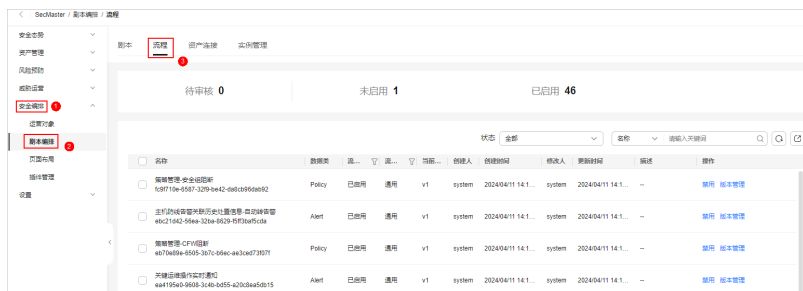 SecMaster / 剧本编排 / 流程
安全态势
资产管理
风险预防
威胁运营
安全编排 1
运营对象
剧本编排 2
页面布局
插件管理
设置
剧本 流程 资产连接 实例管理
3
待审核 0 未启用 1 已启用 46
状态 全部 名称 请输入关键词
名称 数据类 流... 流... 当前... 创建人 创建时间 修改人 更新时间 描述 操作
策略管理-安全组阻断 Policy 已启用 通用 v1 system 2024/04/11 14:1... system 2024/04/11 14:1... -- 禁用 版本管理
fc9f710e-6587-32f9-be42-da8cb96dab92
主机防线告警关联历史处置信息-自动转告警 Alert 已启用 通用 v1 system 2024/04/11 14:1... system 2024/04/11 14:1... -- 禁用 版本管理
ebc21d42-56ea-32ba-8629-f5ff3baf5cda
策略管理-CFW阻断 Policy 已启用 通用 v1 system 2024/04/11 14:1... system 2024/04/11 14:1... -- 禁用 版本管理
eb70e89e-6505-3b7c-b6ec-ae3ced73f07f
关键运维操作实时通知 Alert 已启用 通用 v1 system 2024/04/11 14:1... system 2024/04/11 14:1... -- 禁用 版本管理
ea4195e0-9608-3c4b-bd55-a20c8ea5db15